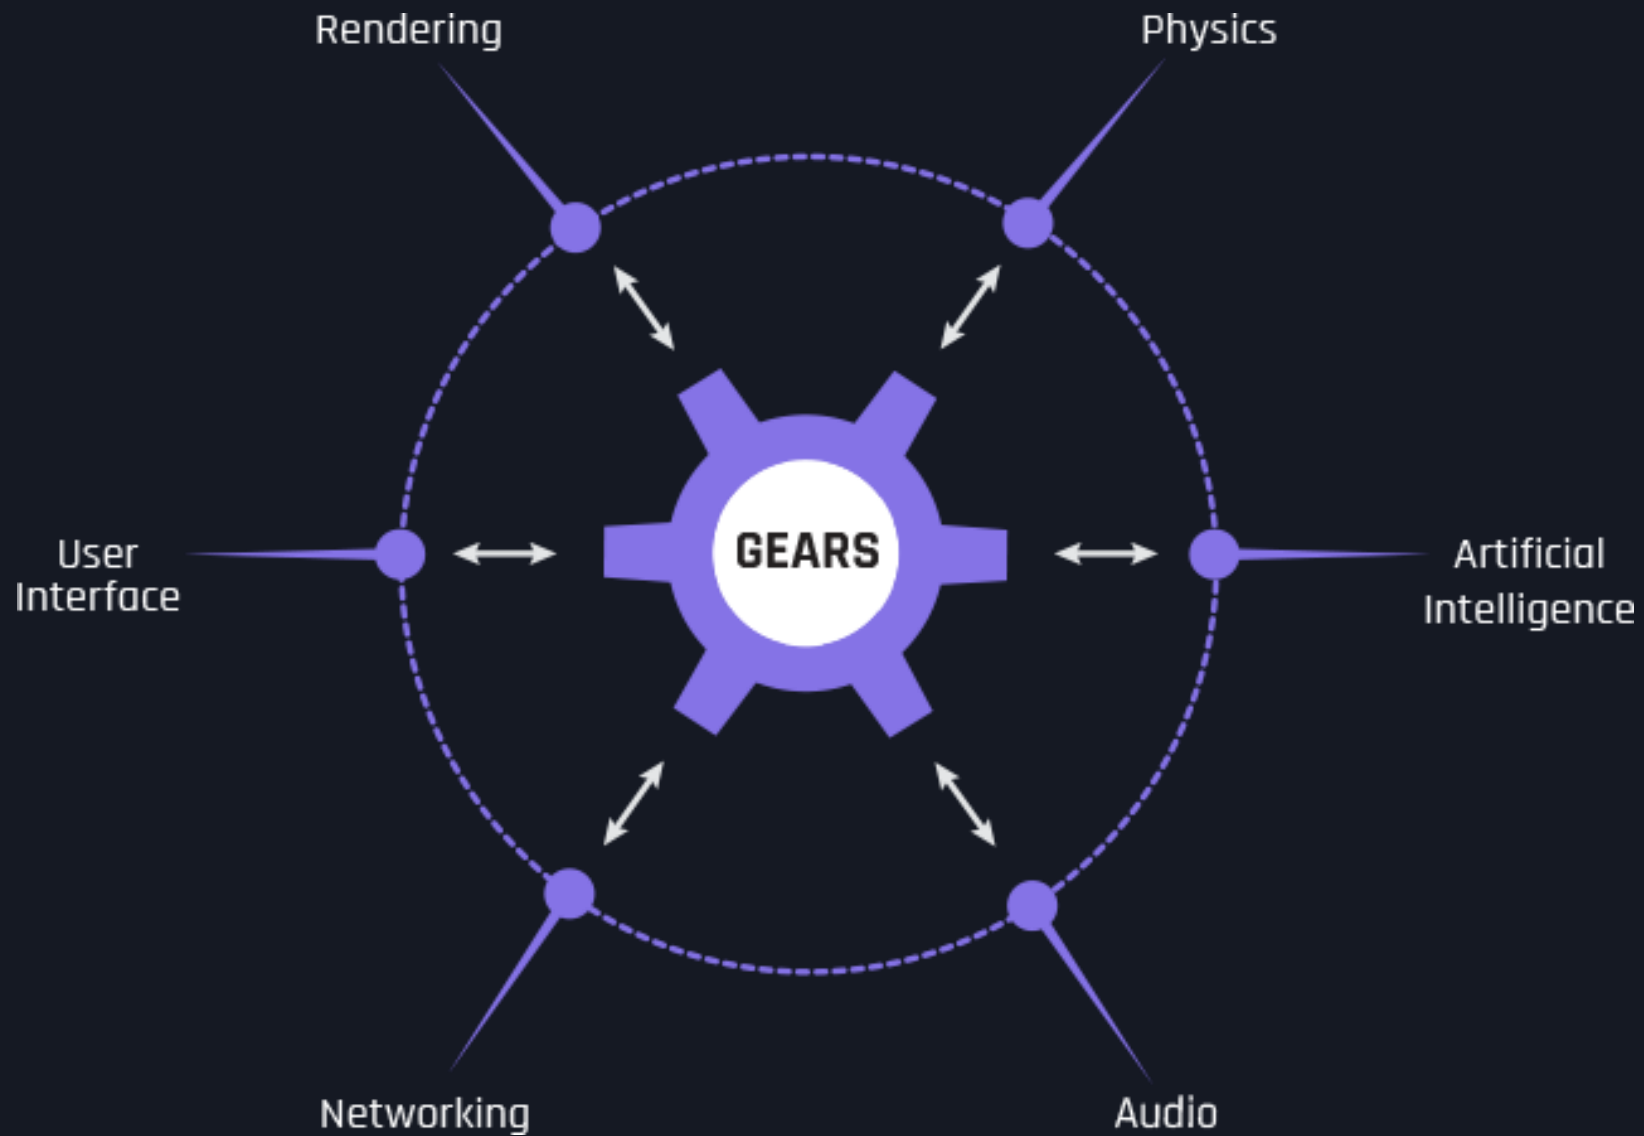 Rendering
Physics
GEARS
User
Interface
Artificial
Intelligence
Networking
Audio